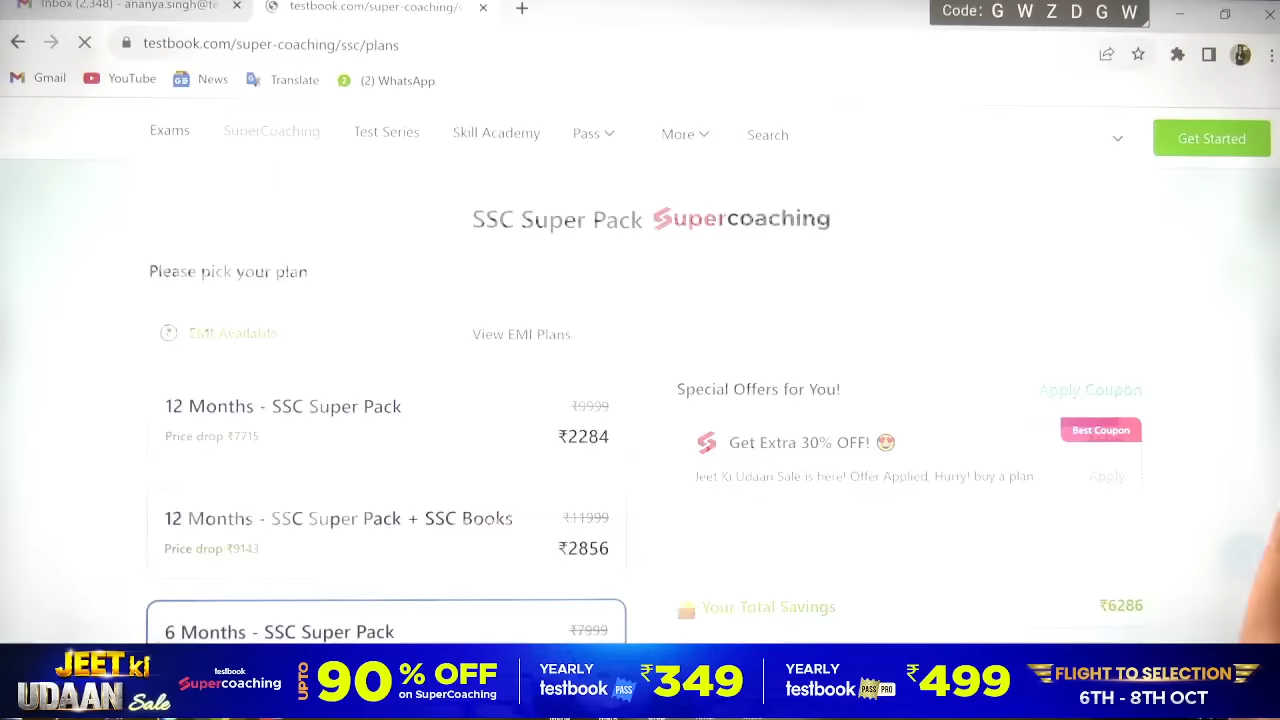 Inbox (2,348) - ananya.singh@te
testbook.com/super-coaching/s
Code: G W Z D G W
testbook.com/super-coaching/ssc/plans
Gmail
YouTube
News
Translate
(2) WhatsApp
Exams
SuperCoaching
Test Series
Skill Academy
Pass
More
Search
Get Started
SSC Super Pack Supercoaching
Please pick your plan
EMI Available
View EMI Plans
12 Months - SSC Super Pack
₹9999
Price drop ₹7715
₹2284
12 Months - SSC Super Pack + SSC Books
₹11999
Price drop ₹9143
₹2856
6 Months - SSC Super Pack
₹7999
Special Offers for You!
Apply Coupon
Best Coupon
Get Extra 30% OFF!
Jeet Ki Udaan Sale is here! Offer Applied, Hurry! buy a plan
Apply
Your Total Savings
₹6286
JEET ki
UDAAN Sale
testbook
Supercoaching
UPTO
90% OFF
on SuperCoaching
YEARLY
testbook PASS
₹349
YEARLY
testbook PASS PRO
₹499
FLIGHT TO SELECTION
6TH - 8TH OCT